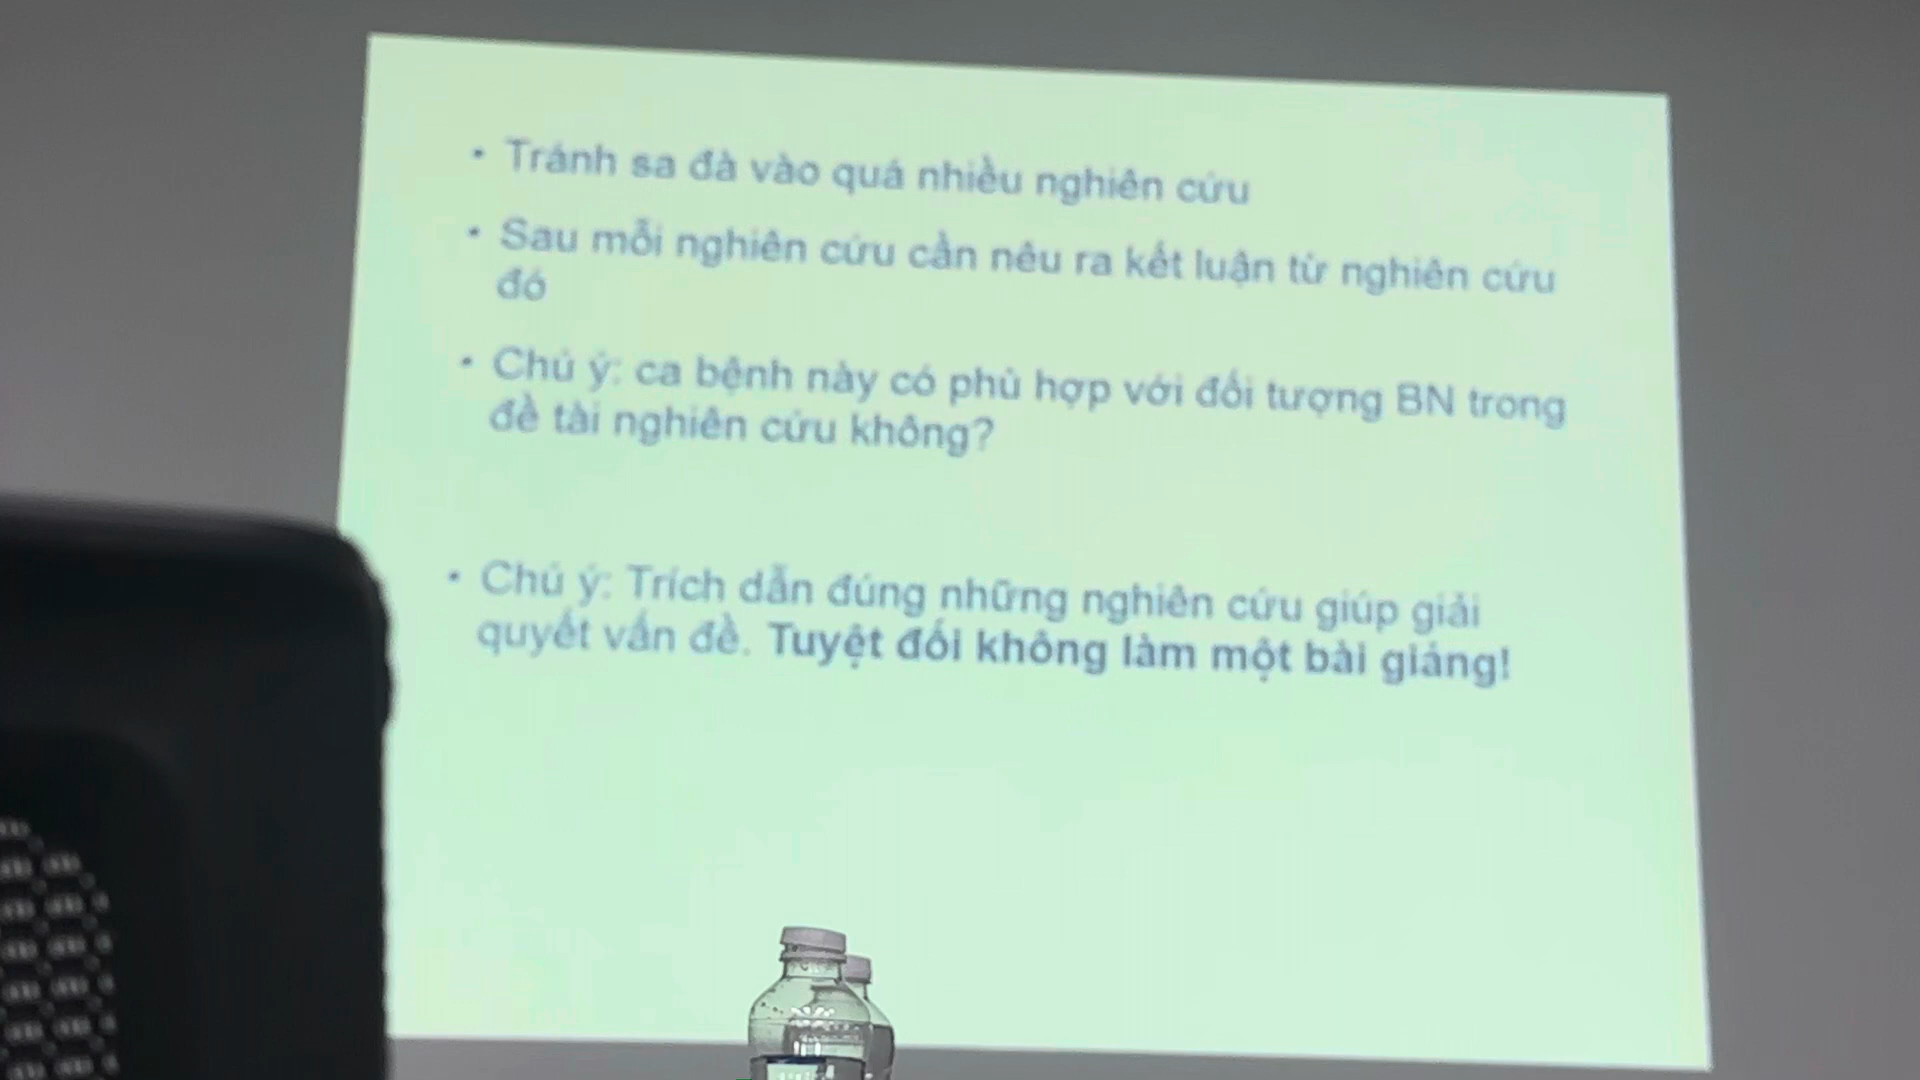 • Tránh sa đà vào quá nhiều nghiên cứu
• Sau mỗi nghiên cứu cần nêu ra kết luận từ nghiên cứu
đó
• Chú ý: ca bệnh này có phù hợp với đối tượng BN trong
đề tài nghiên cứu không?
• Chú ý: Trích dẫn đúng những nghiên cứu giúp giải
quyết vấn đề. Tuyệt đối không làm một bài giảng!